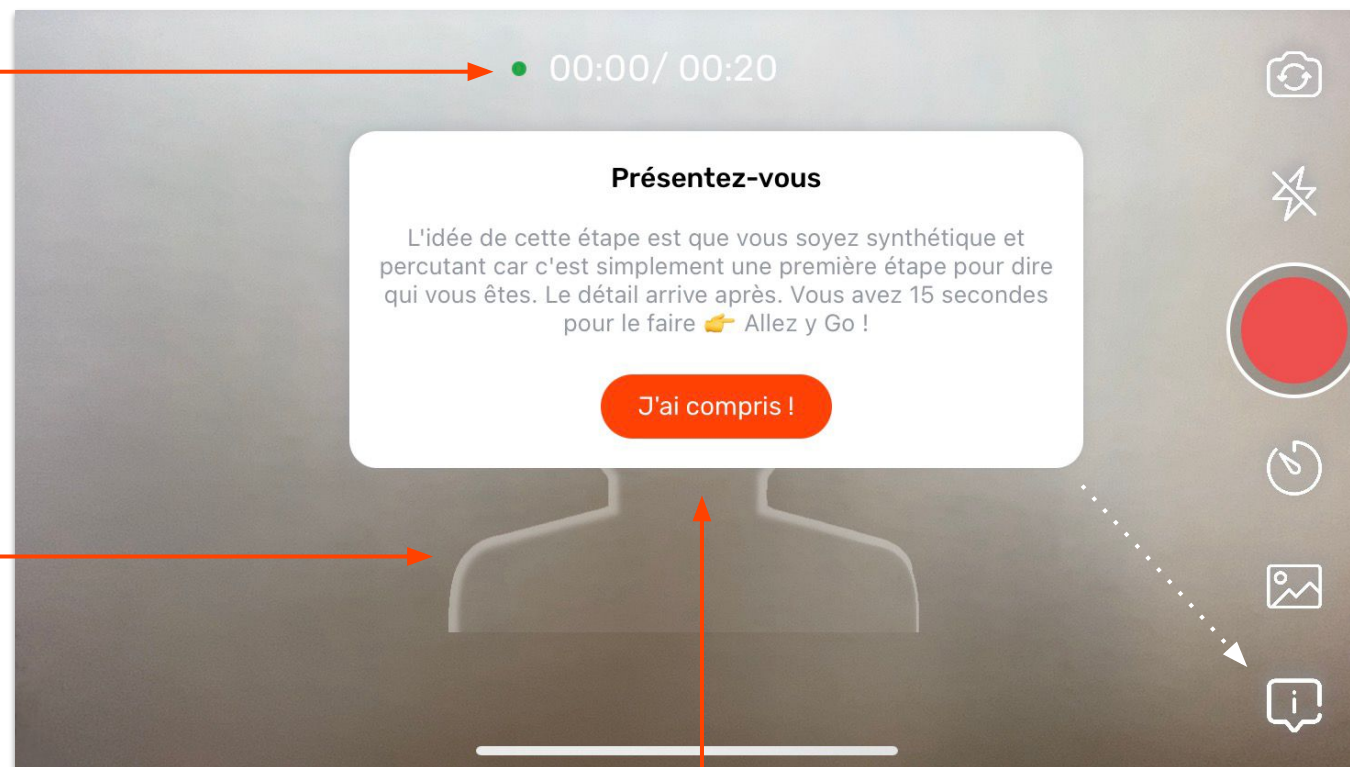 00:00/ 00:20
Présentez-vous
L'idée de cette étape est que vous soyez synthétique et
percutant car c'est simplement une première étape pour dire
qui vous êtes. Le détail arrive après. Vous avez 15 secondes
pour le faire 👉 Allez y Go !
J'ai compris !